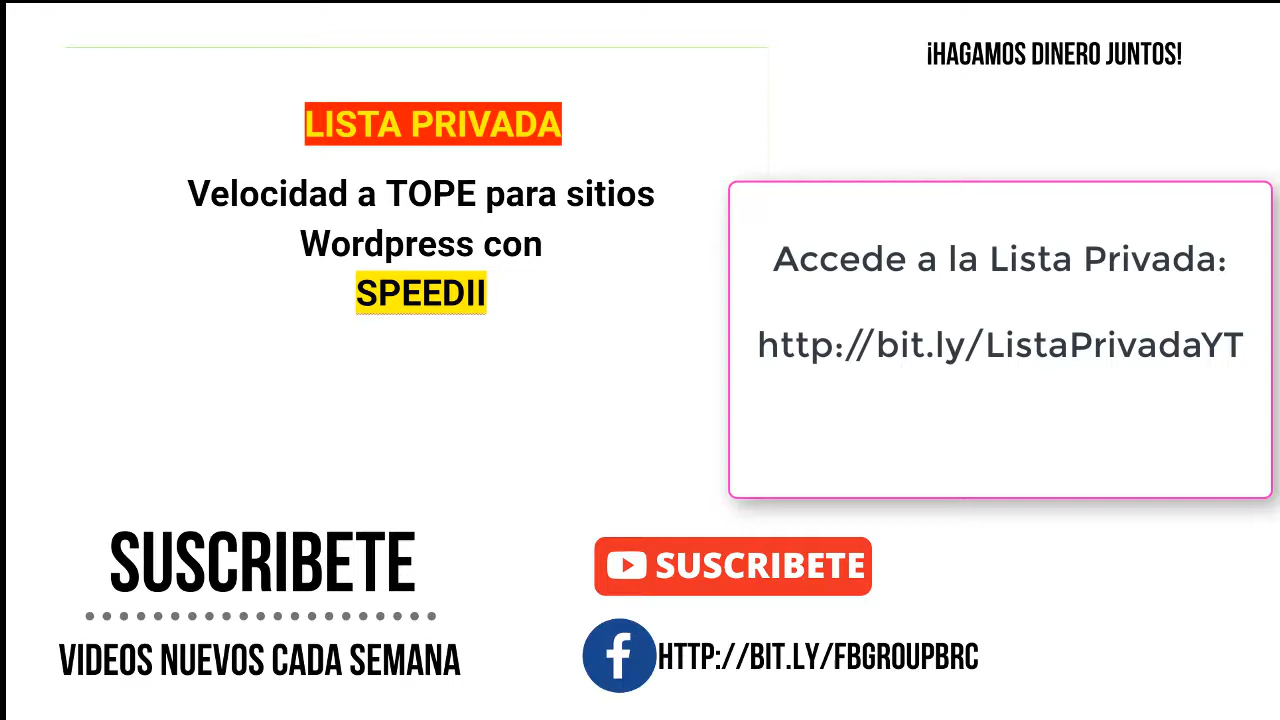 ¡HAGAMOS DINERO JUNTOS!
LISTA PRIVADA
Velocidad a TOPE para sitios
Wordpress con
SPEEDII
Accede a la Lista Privada:
http://bit.ly/ListaPrivadaYT
SUSCRIBETE
VIDEOS NUEVOS CADA SEMANA
SUSCRIBETE
HTTP://BIT.LY/FBGROUPBRC